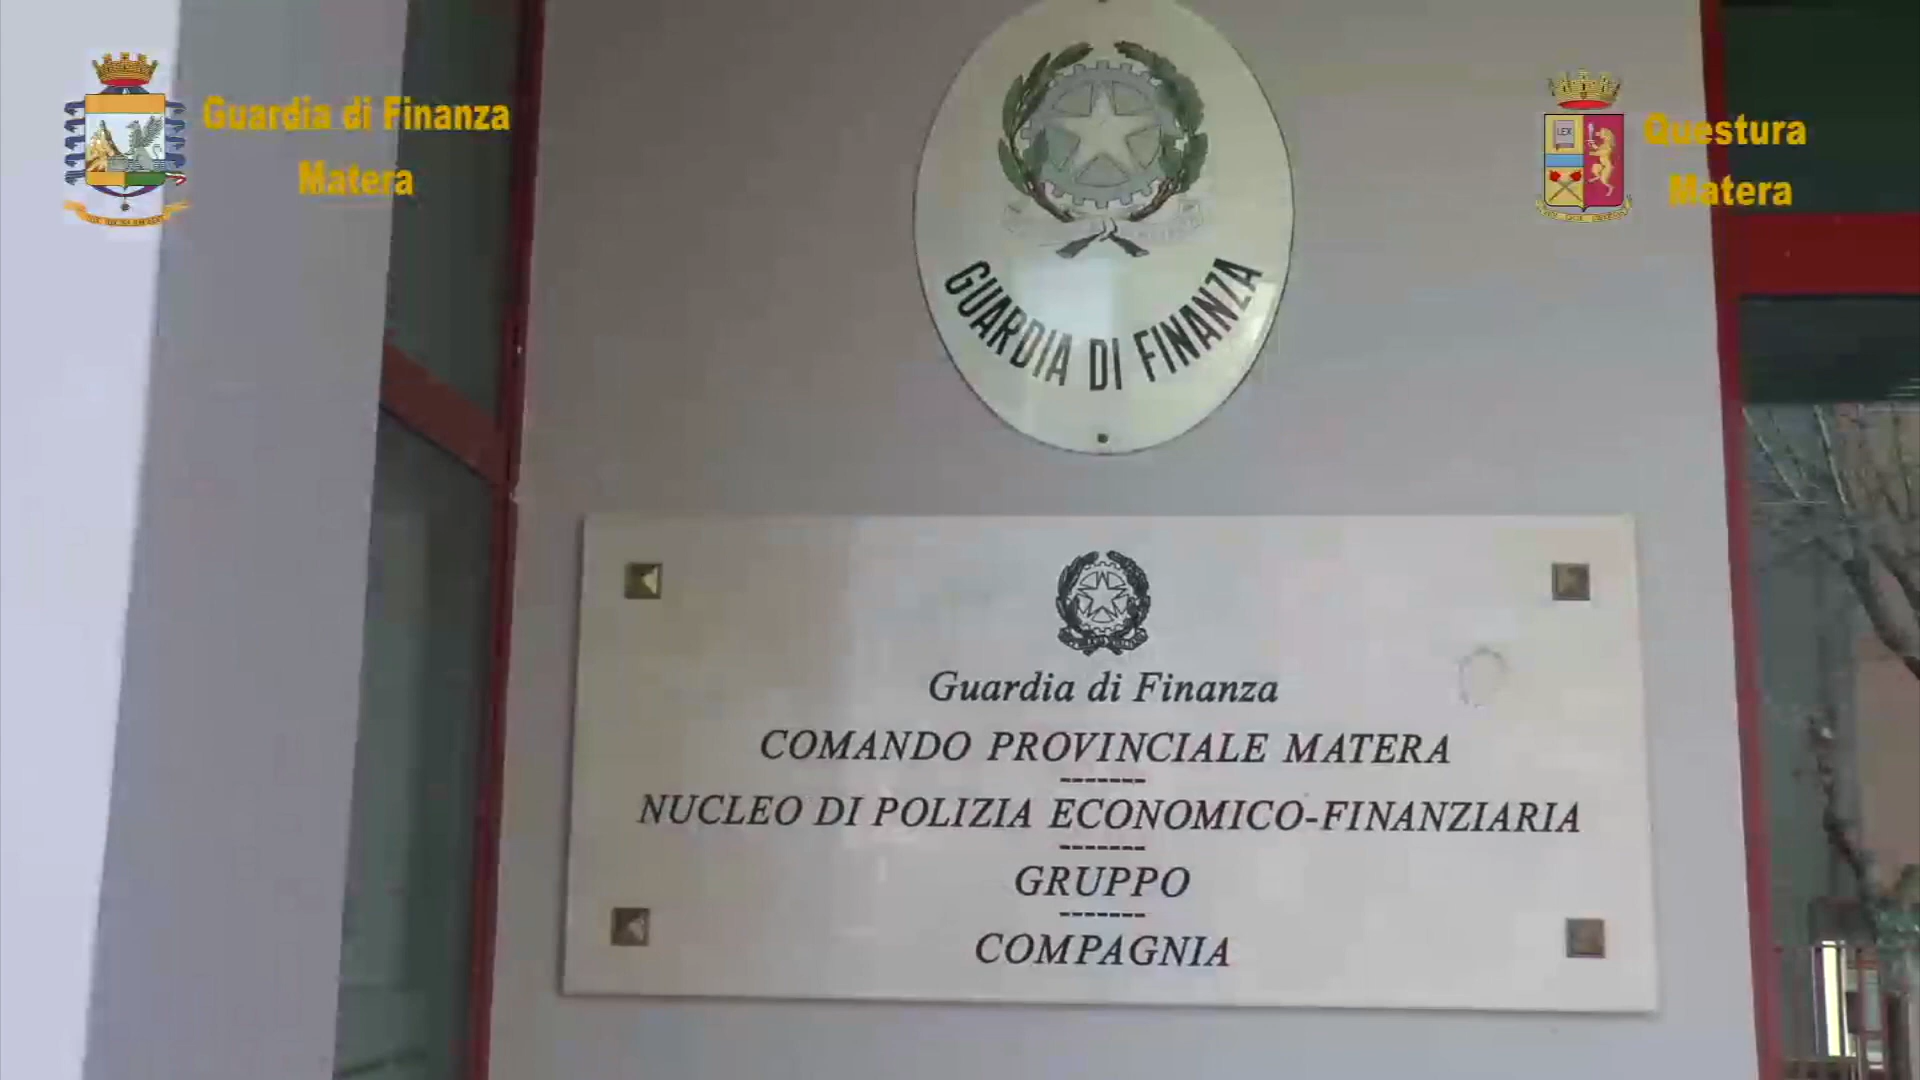 Guardia di Finanza
Matera
Questura
Matera
LEX
GUARDIA DI FINANZA
Guardia di Finanza
COMANDO PROVINCIALE MATERA
NUCLEO DI POLIZIA ECONOMICO-FINANZIARIA
GRUPPO
COMPAGNIA